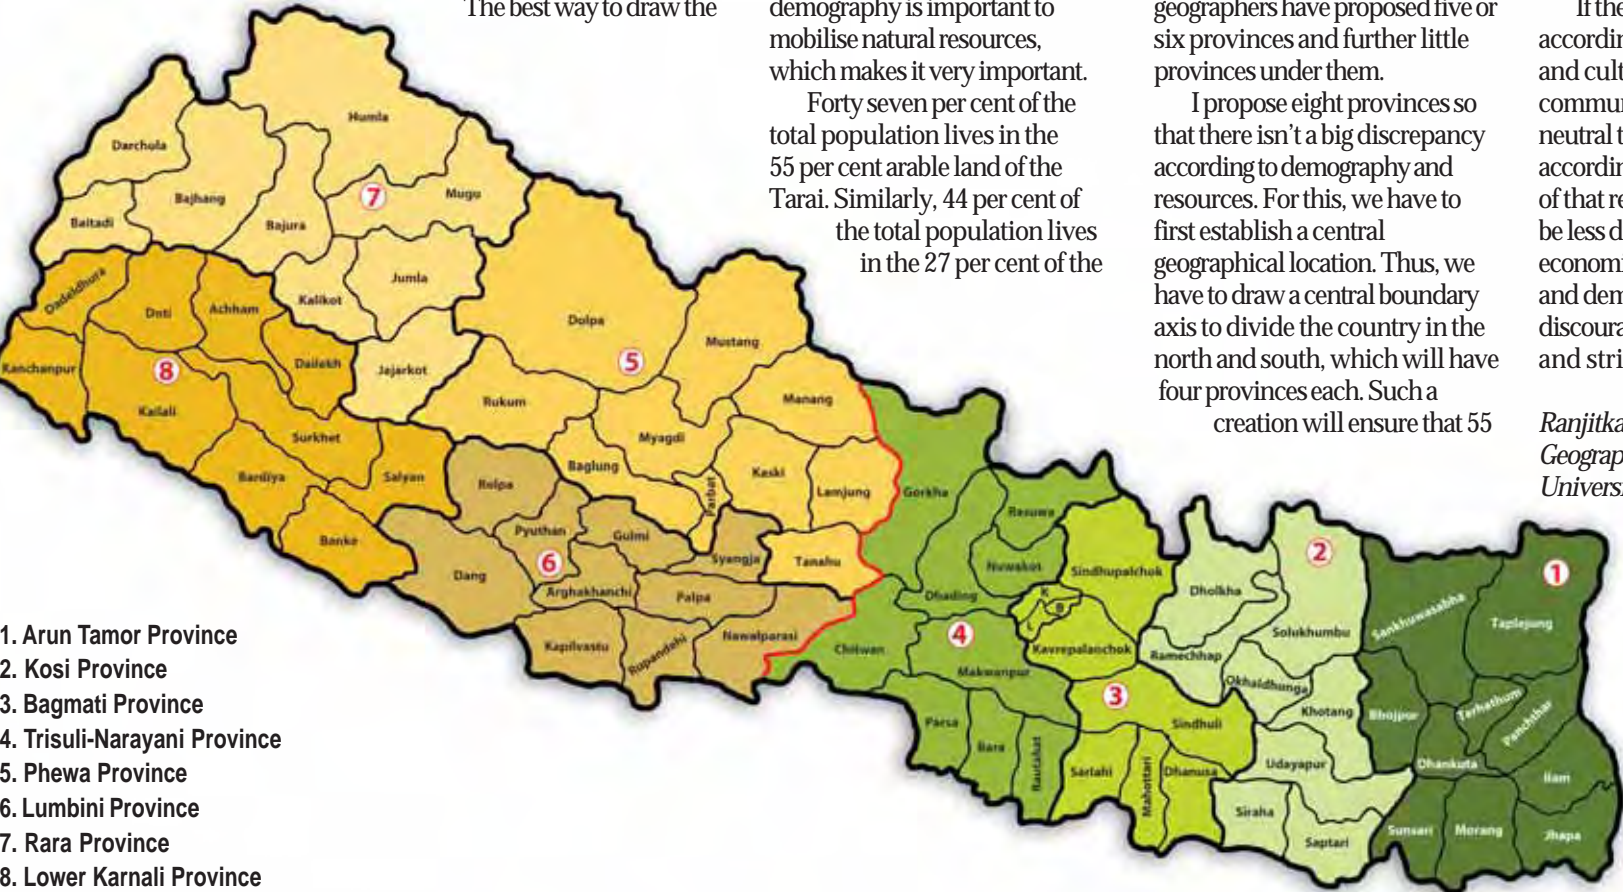 The best way to draw the
demography is important to
mobilise natural resources,
which makes it very important.
Forty seven per cent of the
total population lives in the
55 per cent arable land of the
Tarai. Similarly, 44 per cent of
the total population lives
in the 27 per cent of the
geographers have proposed five or
six provinces and further little
provinces under them.
I propose eight provinces so
that there isn't a big discrepancy
according to demography and
resources. For this, we have to
first establish a central
geographical location. Thus, we
have to draw a central boundary
axis to divide the country in the
north and south, which will have
four provinces each. Such a
creation will ensure that 55
If the
and
be less
and
Humla
Darchula
7
Mugu
Bajhang
Baitadi
Bajura
Jumla
Kalikot
Dadeldhura
Doti
Achham
Dolpa
Mustang
5
Dailekh
Jajarkot
Kanchanpur
8
Kailali
Rukum
Manang
Surkhet
Myagdi
Baglung
Kaski
Parbat
Lamjung
Bardiya
Salyan
Rolpa
Gorkha
Rasuwa
Banke
Pyuthan
Gulmi
Syangja
Tanahu
6
Dang
Arghakhanchi
Palpa
Nuwakot
Sindhupalchok
Dhading
K
B
L
Dholkha
2
1
Sankhuwasabha
Taplejung
Solukhumbu
Kapilvastu
Rupandehi
Nawalparasi
Chitwan
4
Makwanpur
Kavrepalanchok
Ramechhap
Okhaldhunga
Khotang
3
Sindhuli
Bhojpur
Terhathum
Panchthar
Parsa
Bara
Rautahat
Sarlahi
Mahottari
Dhanusa
Udayapur
Dhankuta
Ilam
Siraha
Saptari
Sunsari
Morang
Jhapa
1. Arun Tamor Province
2. Kosi Province
3. Bagmati Province
4. Trisuli-Narayani Province
5. Phewa Province
6. Lumbini Province
7. Rara Province
8. Lower Karnali Province